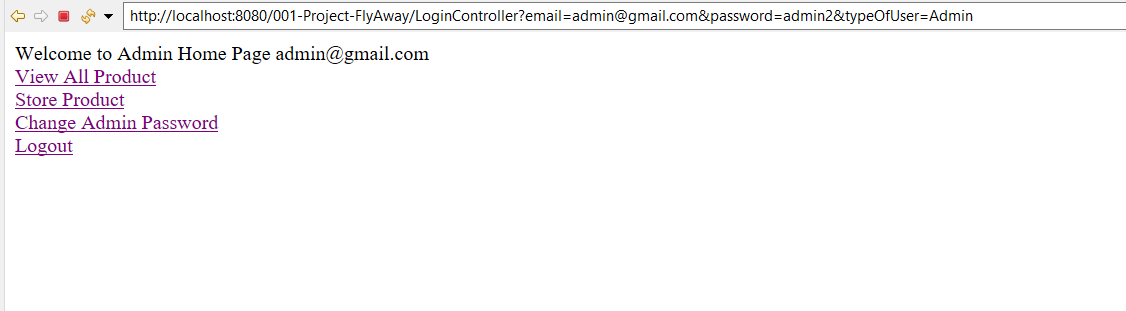 http://localhost:8080/001-Project-FlyAway/LoginController?email=admin@gmail.com&password=admin2&typeOfUser=Admin
Welcome to Admin Home Page admin@gmail.com
View All Product
Store Product
Change Admin Password
Logout